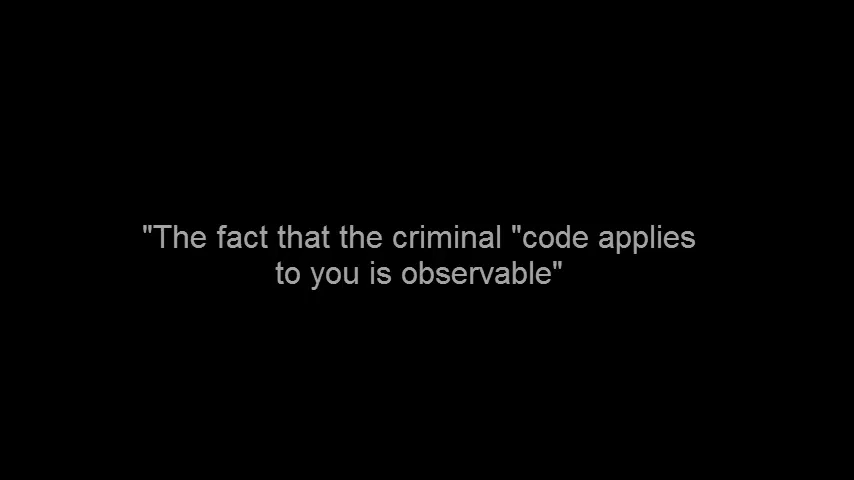 "The fact that the criminal "code applies
to you is observable"